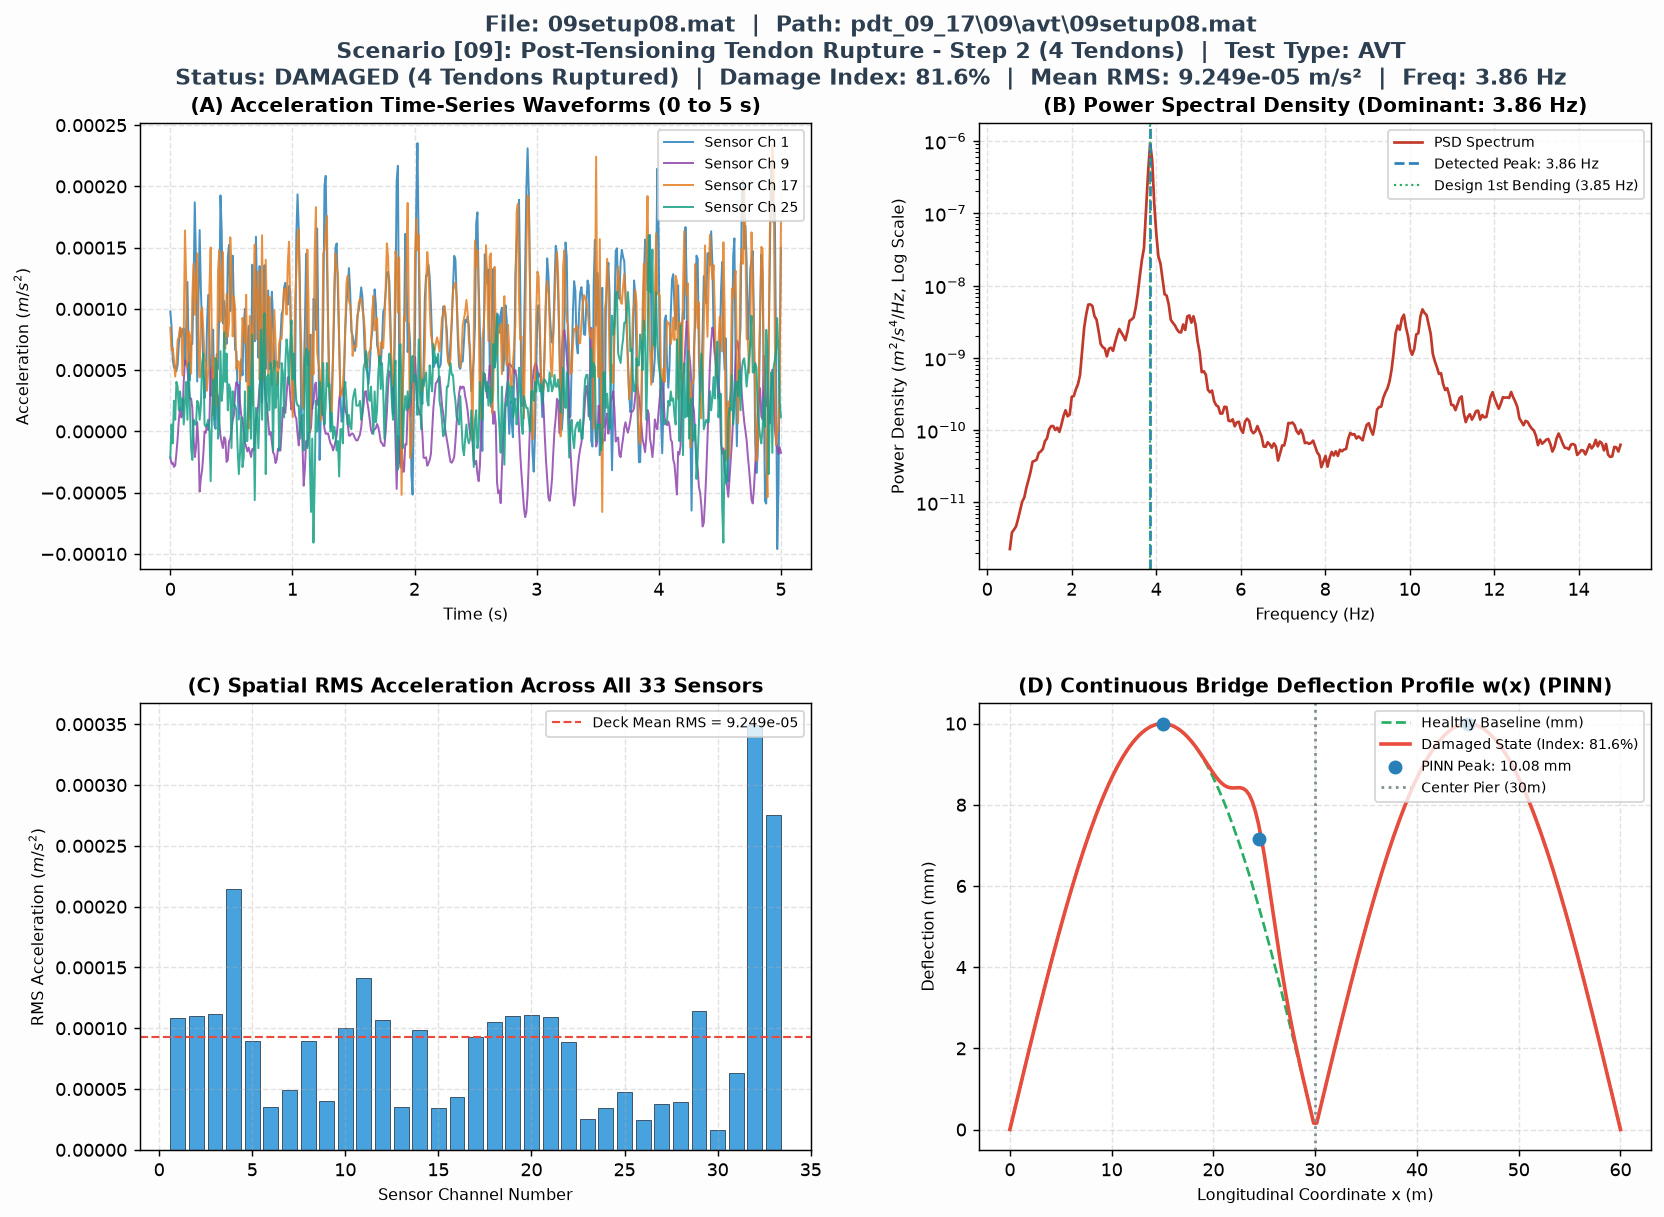 File: 09setup08.mat | Path: pdt_09_17\09\avt\09setup08.mat
Scenario [09]: Post-Tensioning Tendon Rupture - Step 2 (4 Tendons) | Test Type: AVT
Status: DAMAGED (4 Tendons Ruptured) | Damage Index: 81.6% | Mean RMS: 9.249e-05 m/s² | Freq: 3.86 Hz
(A) Acceleration Time-Series Waveforms (0 to 5 s)
Acceleration (m/s²)
0.00025
0.00020
0.00015
0.00010
0.00005
0.00000
−0.00005
−0.00010
Sensor Ch 1
Sensor Ch 9
Sensor Ch 17
Sensor Ch 25
0 1 2 3 4 5
Time (s)
(B) Power Spectral Density (Dominant: 3.86 Hz)
Power Density (m²/s⁴/Hz, Log Scale)
10⁻⁶
10⁻⁷
10⁻⁸
10⁻⁹
10⁻¹⁰
10⁻¹¹
PSD Spectrum
Detected Peak: 3.86 Hz
Design 1st Bending (3.85 Hz)
0 2 4 6 8 10 12 14
Frequency (Hz)
(C) Spatial RMS Acceleration Across All 33 Sensors
RMS Acceleration (m/s²)
0.00035
0.00030
0.00025
0.00020
0.00015
0.00010
0.00005
0.00000
Deck Mean RMS = 9.249e-05
0 5 10 15 20 25 30 35
Sensor Channel Number
(D) Continuous Bridge Deflection Profile w(x) (PINN)
Deflection (mm)
10
8
6
4
2
0
Healthy Baseline (mm)
Damaged State (Index: 81.6%)
PINN Peak: 10.08 mm
Center Pier (30m)
0 10 20 30 40 50 60
Longitudinal Coordinate x (m)